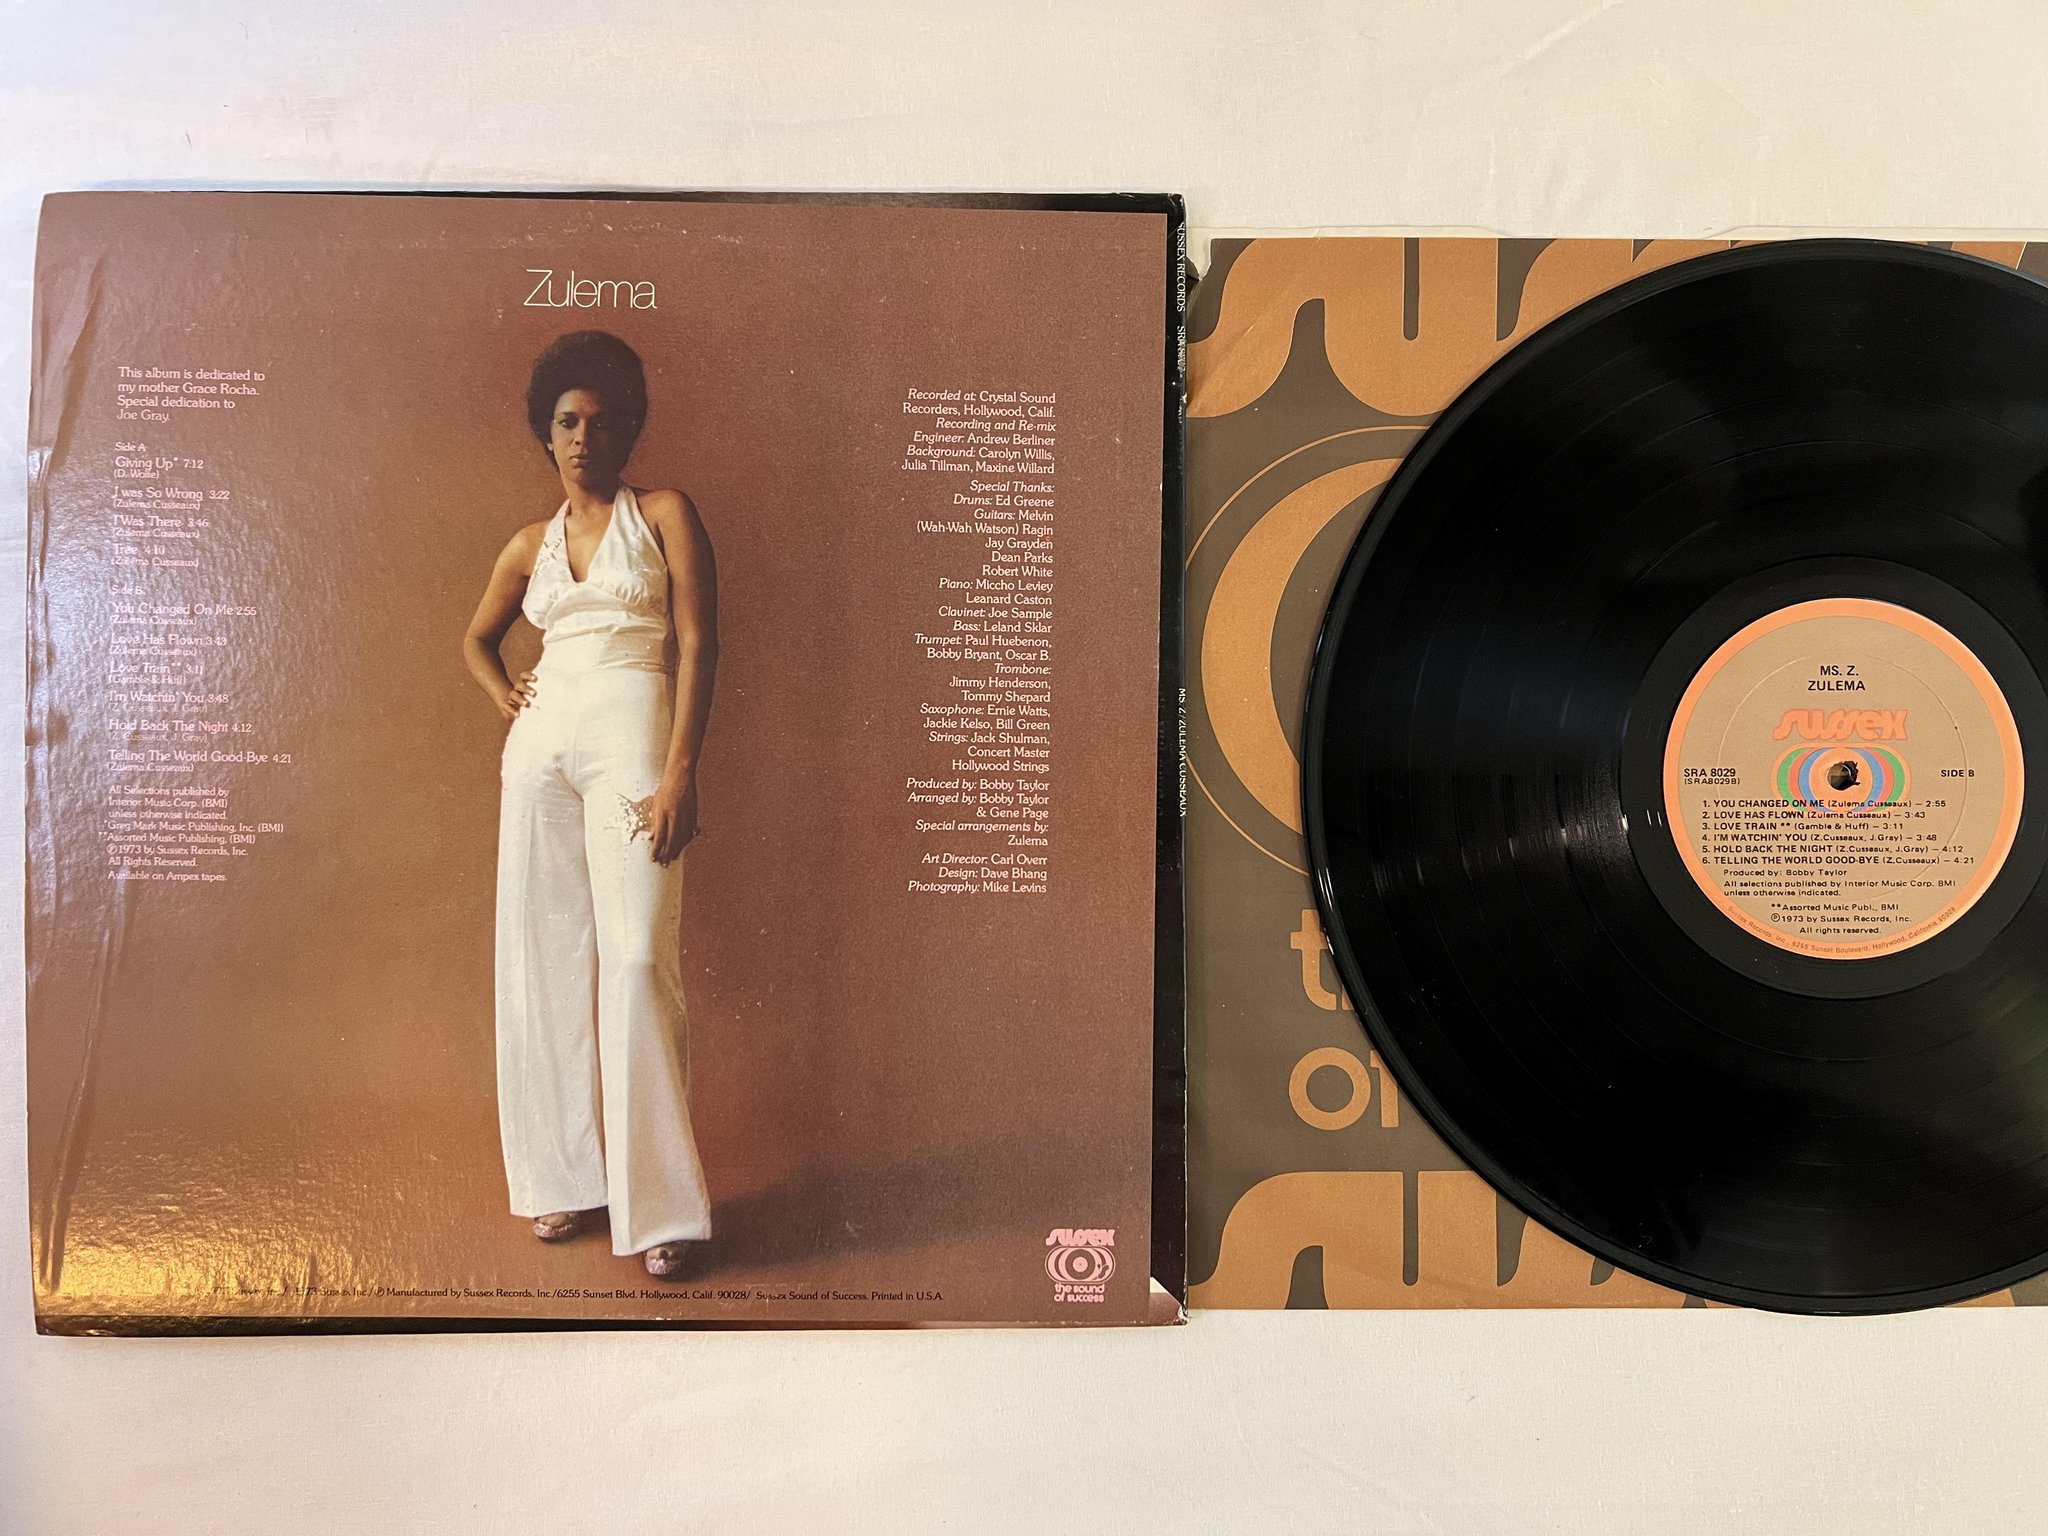 Zulema
This album is dedicated to
my mother Grace Rocha.
Special dedication to
Joe Gray.
Side A
Giving Up* 7:12
(D. Wolfe)
I was So Wrong 3:22
(Zulema Cusseaux)
I Was There 3:46
(Zulema Cusseaux)
Tree 4:10
(Zulema Cusseaux)
Side B
You Changed On Me 2:55
(Zulema Cusseaux)
Love Has Flown 3:43
(Zulema Cusseaux)
Love Train** 3:11
(Gamble & Huff)
I'm Watchin' You 3:48
(Z. Cusseaux, J. Gray)
Hold Back The Night 4:12
(Z. Cusseaux, J. Gray)
Telling The World Good-Bye 4:21
(Zulema Cusseaux)
All Selections published by
Interior Music Corp. (BMI)
unless otherwise indicated.
*Greg Mark Music Publishing, Inc. (BMI)
**Assorted Music Publishing, (BMI)
℗1973 by Sussex Records, Inc.
All Rights Reserved.
Available on Ampex tapes.
Recorded at: Crystal Sound
Recorders, Hollywood, Calif.
Recording and Re-mix
Engineer: Andrew Berliner
Background: Carolyn Willis,
Julia Tillman, Maxine Willard
Special Thanks:
Drums: Ed Greene
Guitars: Melvin
(Wah-Wah Watson) Ragin
Jay Grayden
Dean Parks
Robert White
Piano: Miccho Leviey
Leanard Caston
Clavinet: Joe Sample
Bass: Leland Sklar
Trumpet: Paul Huebenon,
Bobby Bryant, Oscar B.
Trombone:
Jimmy Henderson,
Tommy Shepard
Saxophone: Ernie Watts,
Jackie Kelso, Bill Green
Strings: Jack Shulman,
Concert Master
Hollywood Strings
Produced by: Bobby Taylor
Arranged by: Bobby Taylor
& Gene Page
Special arrangements by:
Zulema
Art Director: Carl Overr
Design: Dave Bhang
Photography: Mike Levins
sussex
the sound
of success
1973 Sussex Inc./ ℗ Manufactured by Sussex Records, Inc./6255 Sunset Blvd. Hollywood, Calif. 90028/ Sussex Sound of Success. Printed in U.S.A.
SUSSEX RECORDS
MS. Z/ZULEMA CUSSEAUX
of
MS. Z.
ZULEMA
sussex
SRA 8029
(SRA8029B)
SIDE B
1. YOU CHANGED ON ME (Zulema Cusseaux) — 2:55
2. LOVE HAS FLOWN (Zulema Cusseaux) — 3:43
3. LOVE TRAIN ** (Gamble & Huff) — 3:11
4. I'M WATCHIN' YOU (Z.Cusseaux, J.Gray) — 3:48
5. HOLD BACK THE NIGHT (Z.Cusseaux, J.Gray) — 4:12
6. TELLING THE WORLD GOOD-BYE (Z.Cusseaux) — 4:21
Produced by: Bobby Taylor
All selections published by Interior Music Corp. BMI
unless otherwise indicated.
**Assorted Music Publ., BMI
℗1973 by Sussex Records, Inc.
All rights reserved.
Sussex Records, Inc., 6255 Sunset Boulevard, Hollywood, California 90028